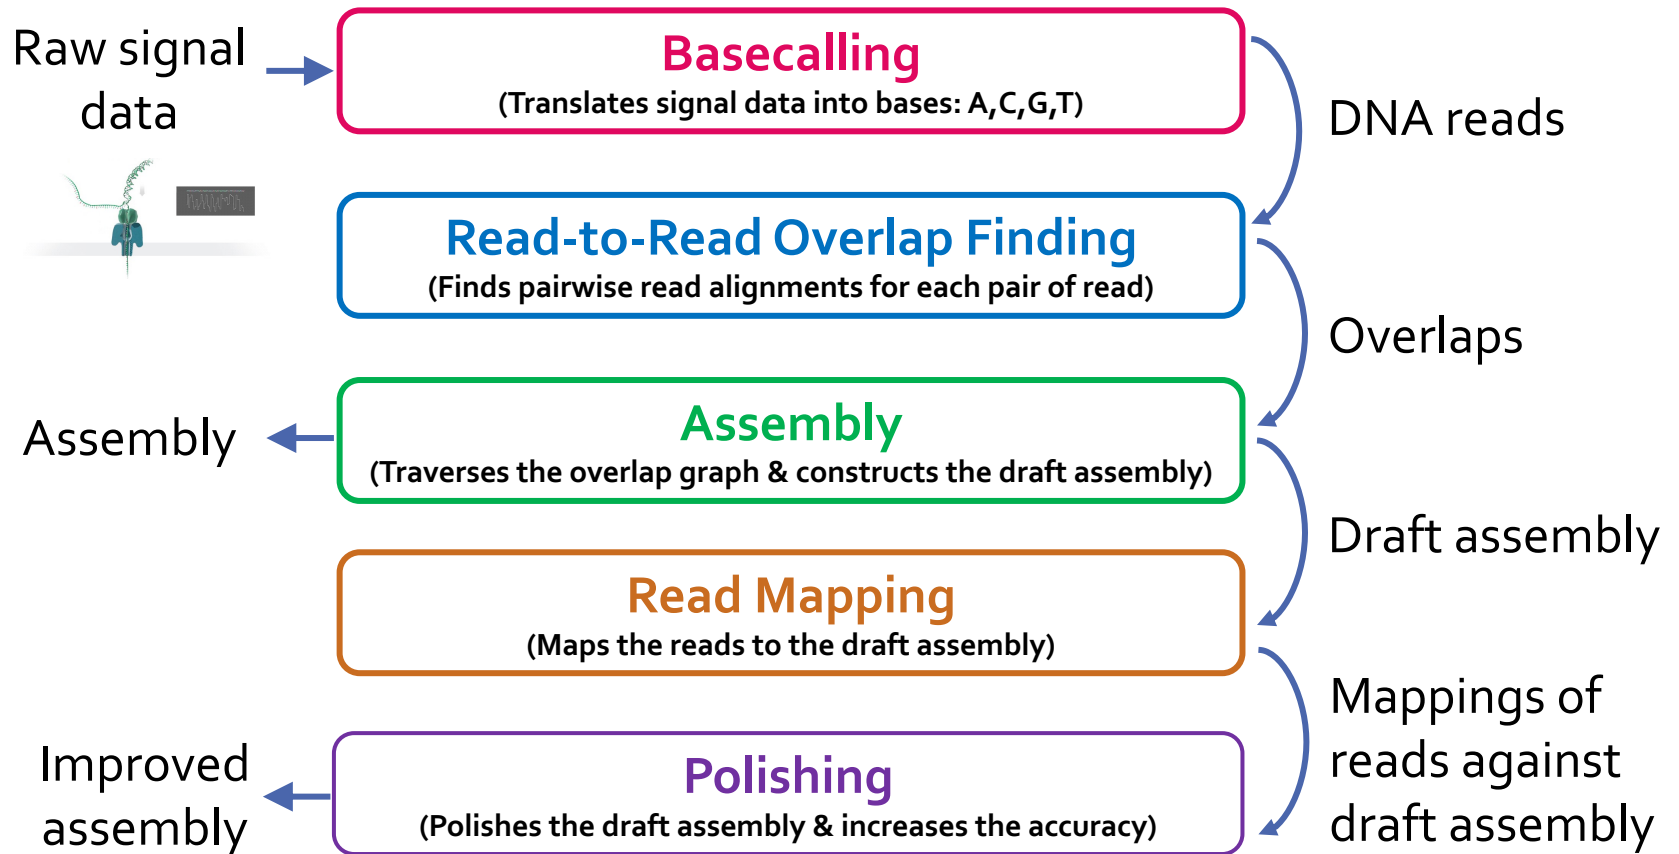 Raw signal
data
Basecalling
(Translates signal data into bases: A,C,G,T)
DNA reads
Read-to-Read Overlap Finding
(Finds pairwise read alignments for each pair of read)
Overlaps
Assembly
Assembly
(Traverses the overlap graph & constructs the draft assembly)
Draft assembly
Read Mapping
(Maps the reads to the draft assembly)
Mappings of
reads against
draft assembly
Improved
assembly
Polishing
(Polishes the draft assembly & increases the accuracy)